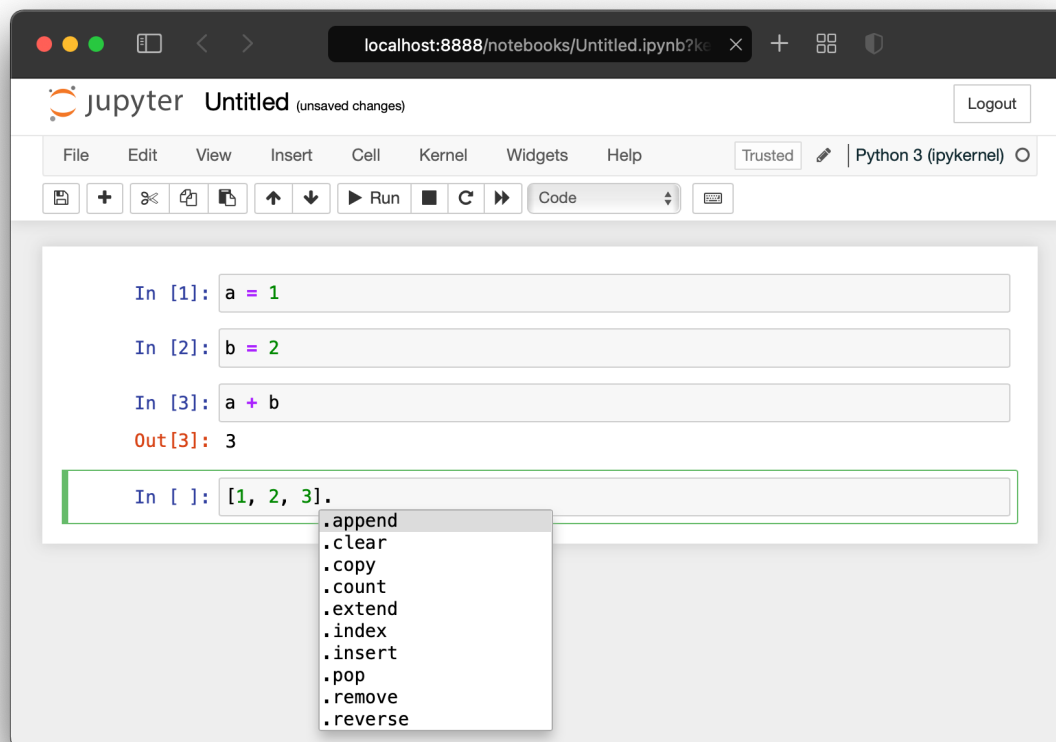 localhost:8888/notebooks/Untitled.ipynb?ke
jupyter Untitled (unsaved changes)
Logout
File Edit View Insert Cell Kernel Widgets Help Trusted Python 3 (ipykernel)
Run Code
In [1]: a = 1
In [2]: b = 2
In [3]: a + b
Out[3]: 3
In [ ]: [1, 2, 3].
.append
.clear
.copy
.count
.extend
.index
.insert
.pop
.remove
.reverse